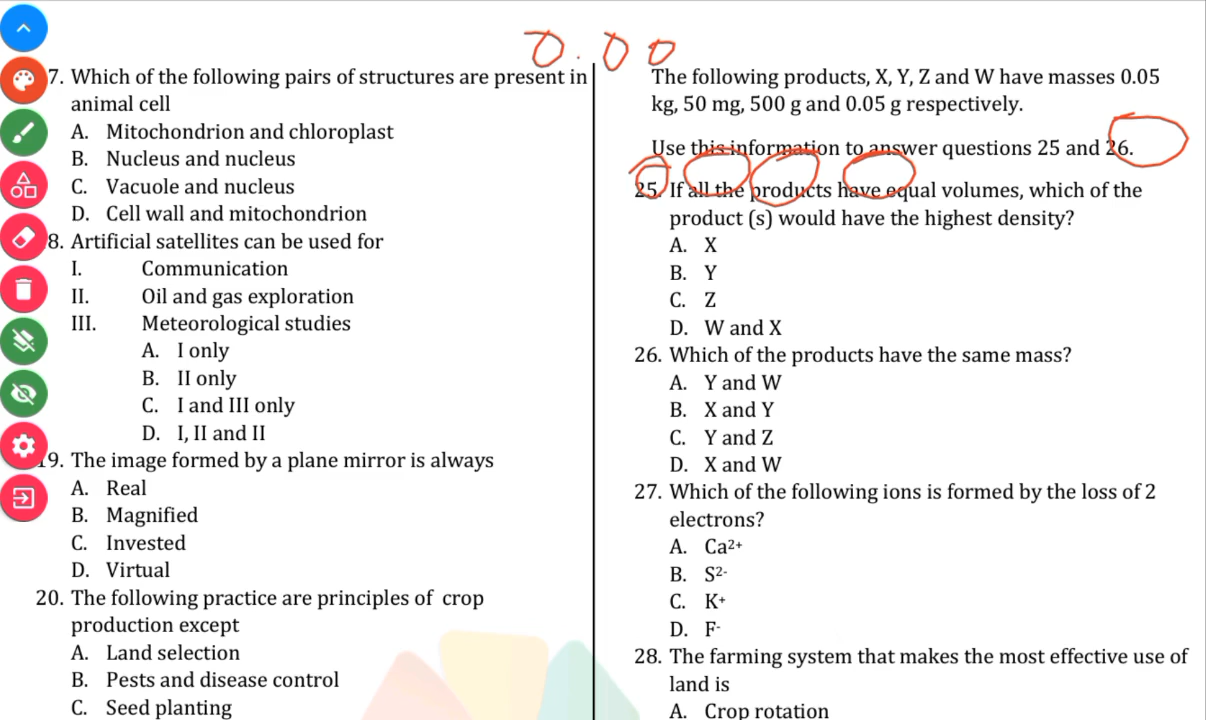 0.00
7. Which of the following pairs of structures are present in
animal cell
A. Mitochondrion and chloroplast
B. Nucleus and nucleus
C. Vacuole and nucleus
D. Cell wall and mitochondrion
8. Artificial satellites can be used for
I. Communication
II. Oil and gas exploration
III. Meteorological studies
A. I only
B. II only
C. I and III only
D. I, II and II
19. The image formed by a plane mirror is always
A. Real
B. Magnified
C. Invested
D. Virtual
20. The following practice are principles of crop
production except
A. Land selection
B. Pests and disease control
C. Seed planting
The following products, X, Y, Z and W have masses 0.05
kg, 50 mg, 500 g and 0.05 g respectively.
Use this information to answer questions 25 and 26.
25. If all the products have equal volumes, which of the
product (s) would have the highest density?
A. X
B. Y
C. Z
D. W and X
26. Which of the products have the same mass?
A. Y and W
B. X and Y
C. Y and Z
D. X and W
27. Which of the following ions is formed by the loss of 2
electrons?
A. Ca²⁺
B. S²⁻
C. K⁺
D. F⁻
28. The farming system that makes the most effective use of
land is
A. Crop rotation